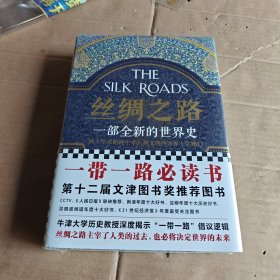 THE
SILK ROADS
丝绸之路
一部全新的世界史
一带一路必读书
第十二届文津图书奖推荐图书
牛津大学历史教授深度揭示“一带一路”倡议逻辑
丝绸之路主宰了人类的过去，也必将决定世界的未来